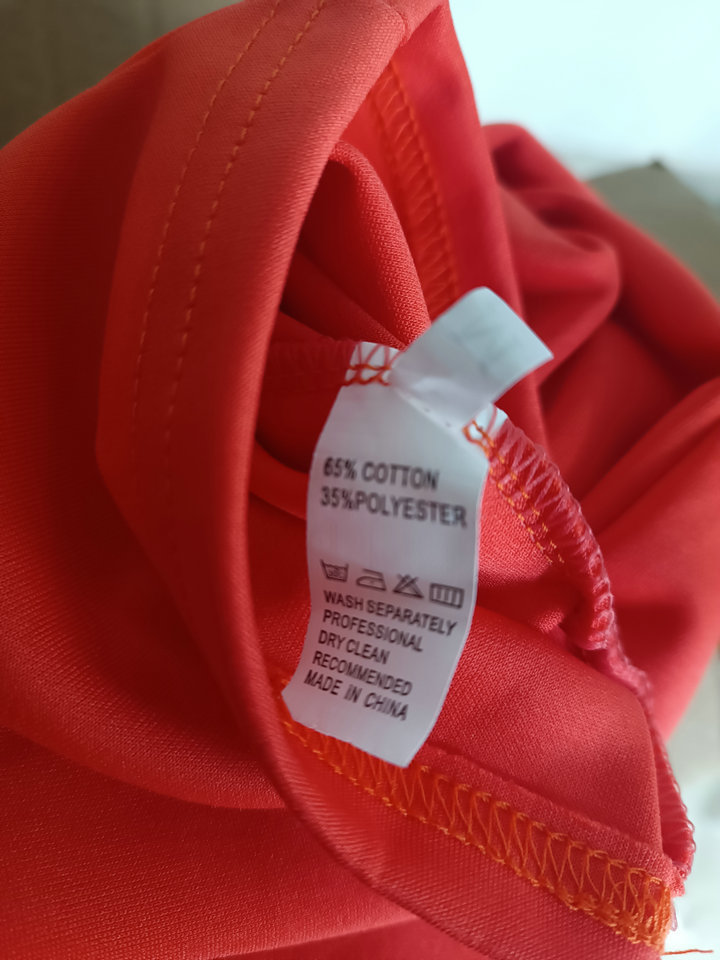 65% COTTON
35%POLYESTER
WASH SEPARATELY
PROFESSIONAL
DRY CLEAN
RECOMMENDED
MADE IN CHINA